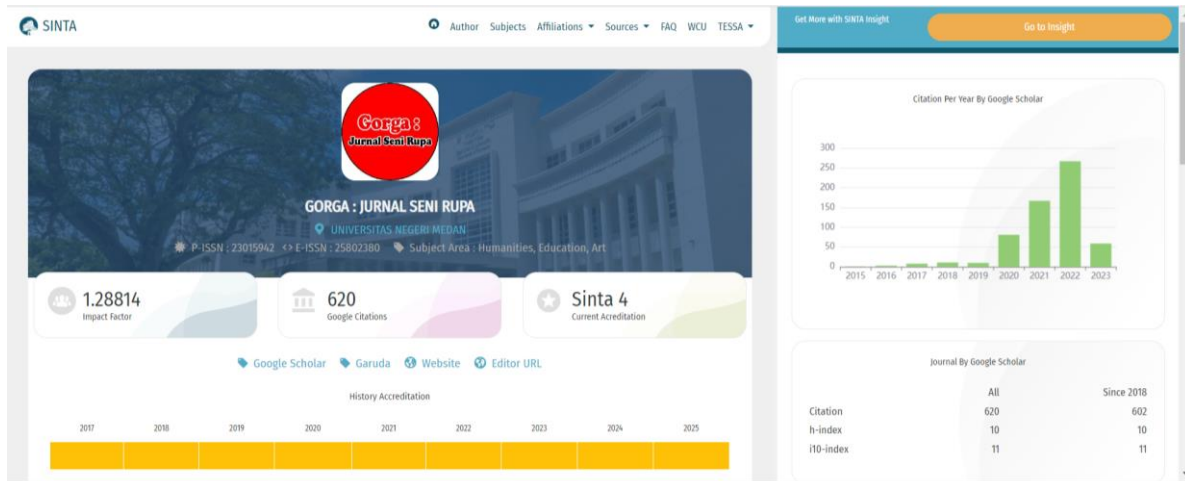 SINTA
Author Subjects Affiliations Sources FAQ WCU TESSA
Gorga :
Jurnal Seni Rupa
GORGA : JURNAL SENI RUPA
UNIVERSITAS NEGERI MEDAN
P-ISSN : 23015942 <> E-ISSN : 25802380 Subject Area : Humanities, Education, Art
1.28814
Impact Factor
620
Google Citations
Sinta 4
Current Acreditation
Google Scholar Garuda Website Editor URL
History Accreditation
2017 2018 2019 2020 2021 2022 2023 2024 2025
Get More with SINTA Insight
Go to Insight
Citation Per Year By Google Scholar
300
250
200
150
100
50
0
2015 2016 2017 2018 2019 2020 2021 2022 2023
Journal By Google Scholar
All Since 2018
Citation 620 602
h-index 10 10
i10-index 11 11